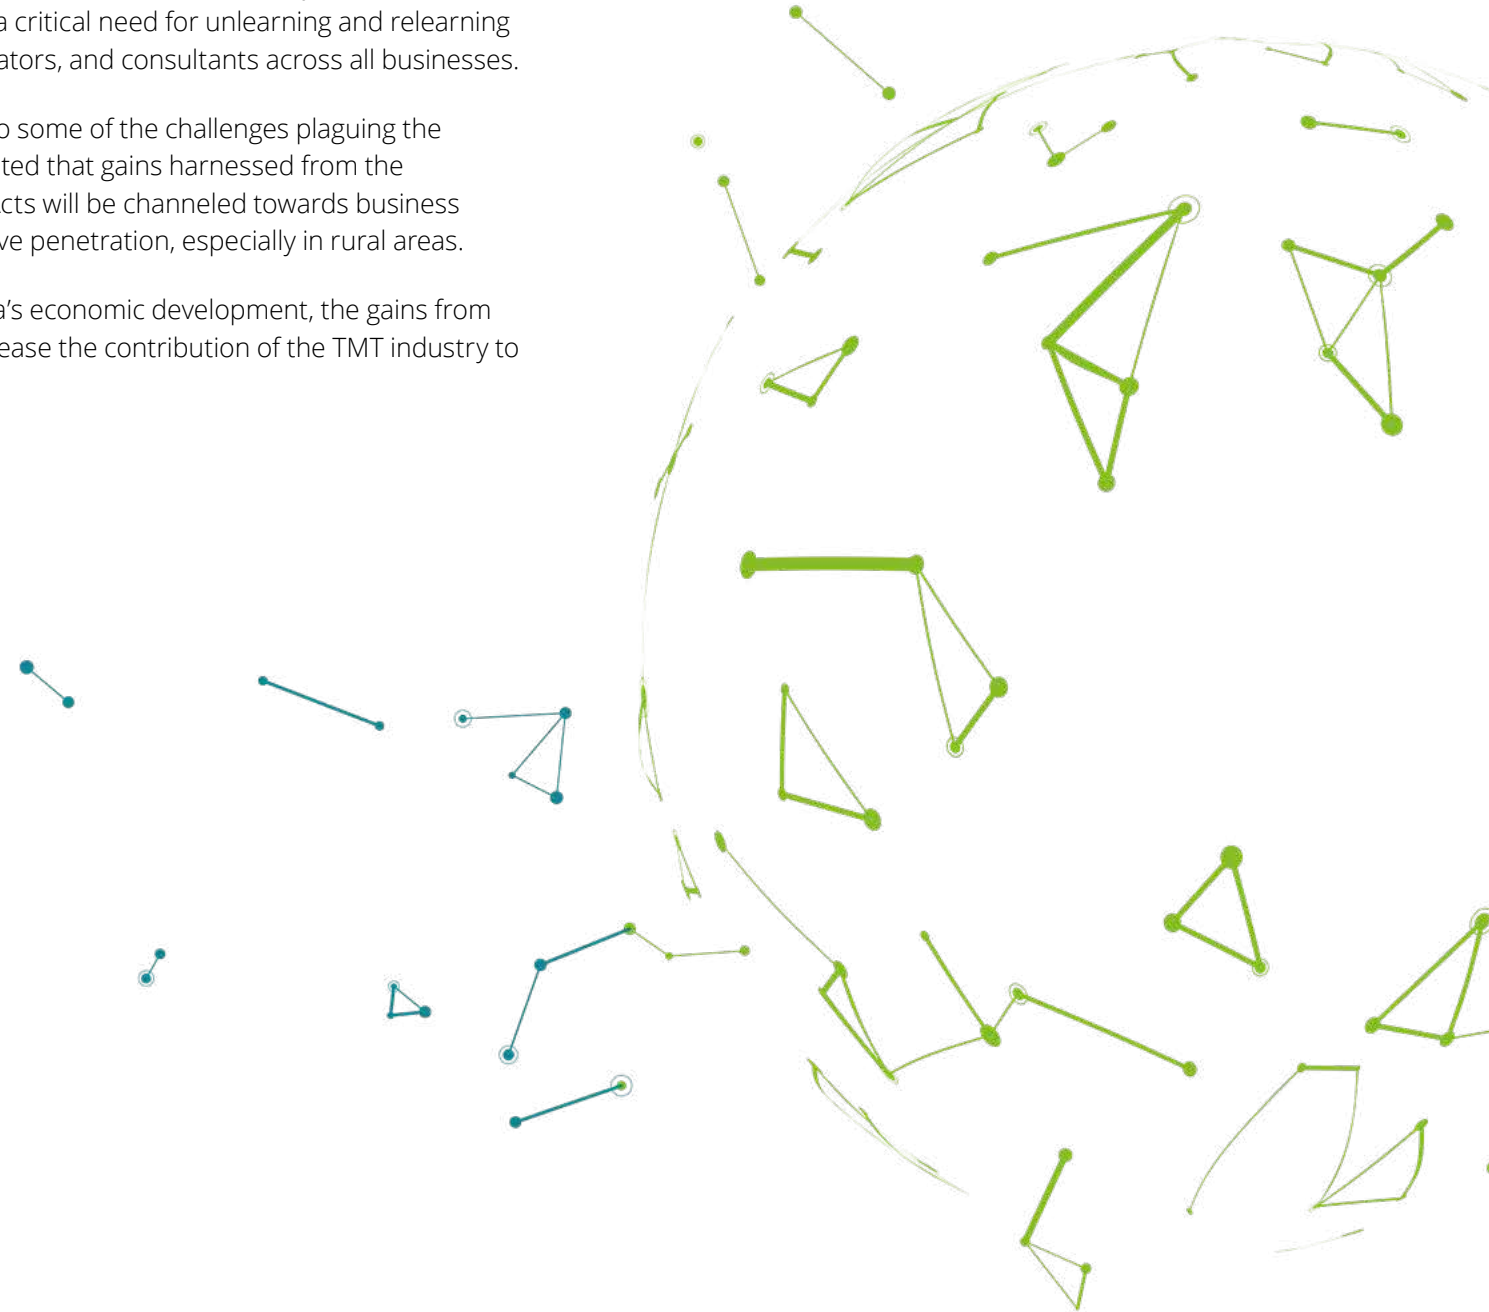 a critical need for unlearning and relearning
ators, and consultants across all businesses.
o some of the challenges plaguing the
ted that gains harnessed from the
cts will be channeled towards business
ve penetration, especially in rural areas.
a's economic development, the gains from
ease the contribution of the TMT industry to